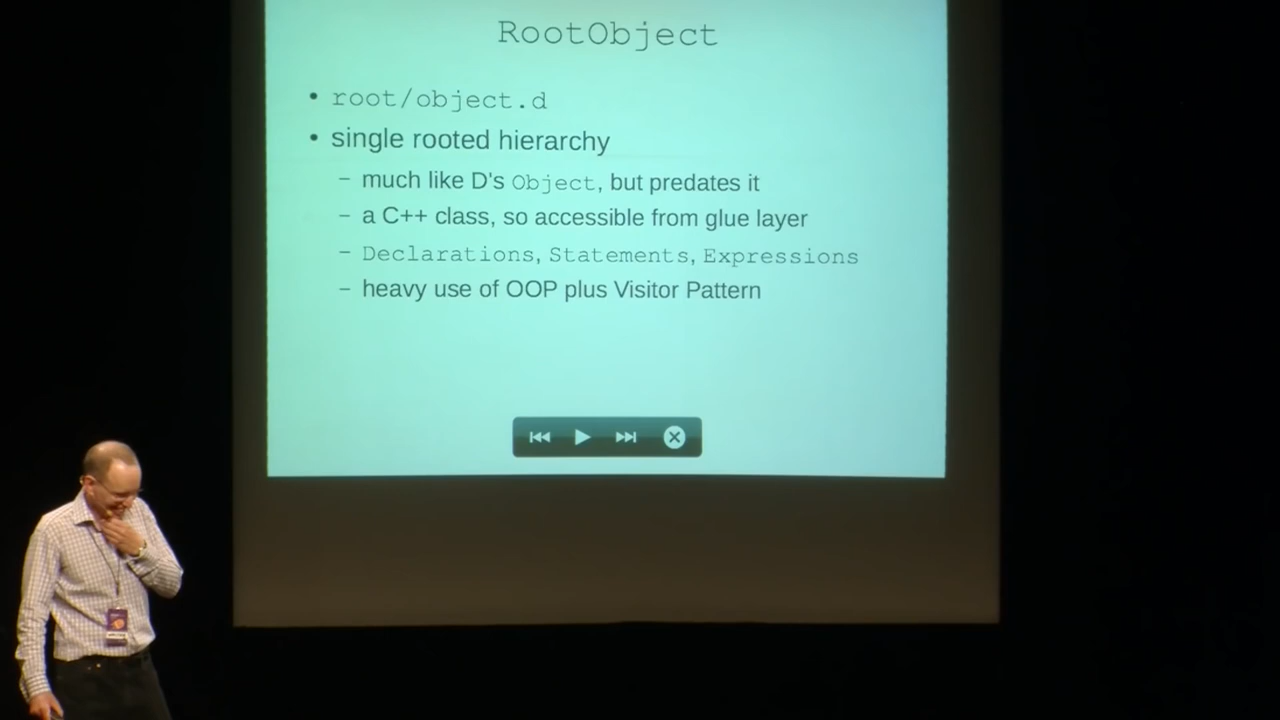 RootObject
• root/object.d
• single rooted hierarchy
– much like D's Object, but predates it
– a C++ class, so accessible from glue layer
– Declarations, Statements, Expressions
– heavy use of OOP plus Visitor Pattern